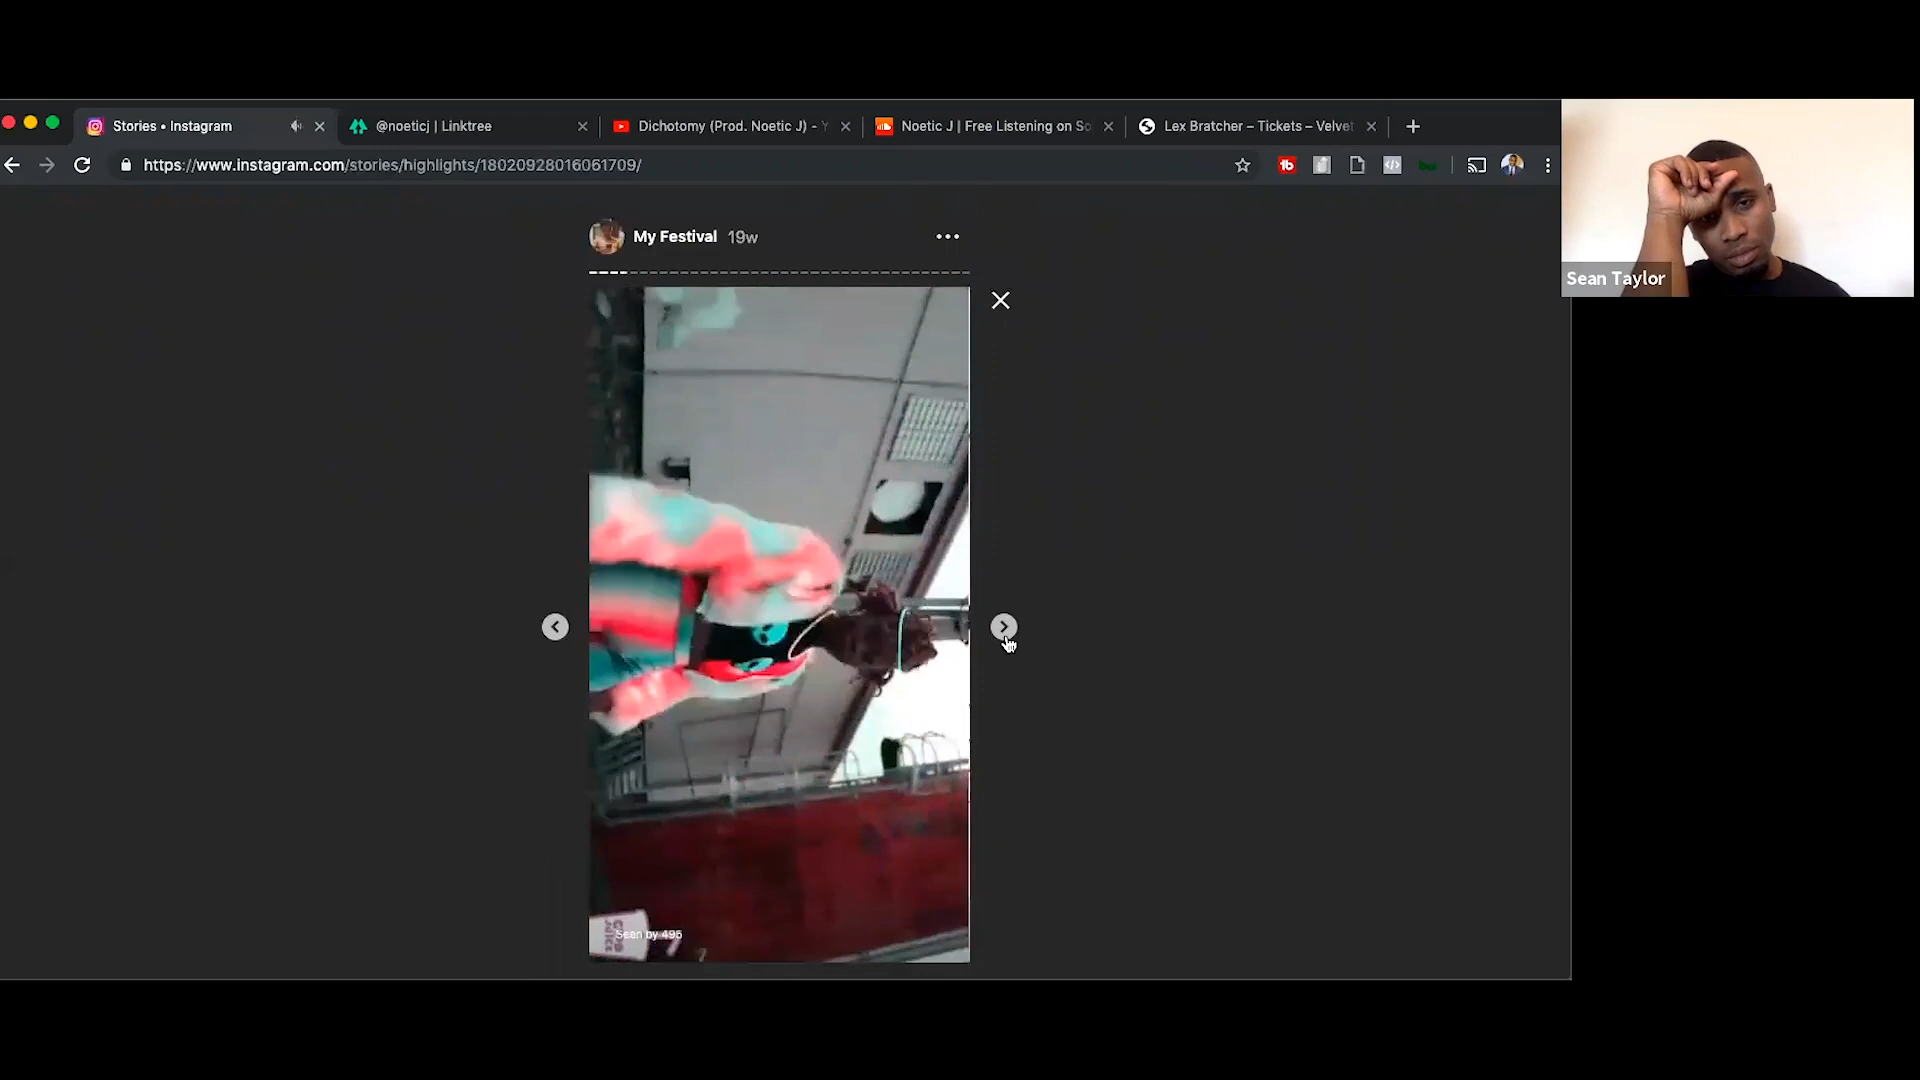 Stories • Instagram
@noeticj | Linktree
Dichotomy (Prod. Noetic J) - Y
Noetic J | Free Listening on So
Lex Bratcher – Tickets – Velvet
https://www.instagram.com/stories/highlights/18020928016061709/
tb
My Festival 19w
Sean Taylor
Seen by 495